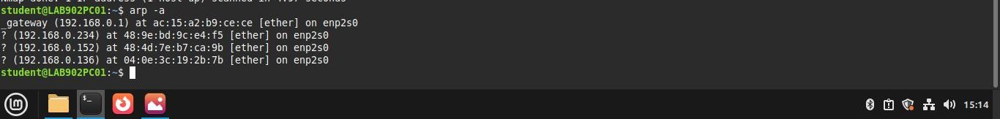 Nmap done: 1 IP address (1 host up) scanned in 4.97 seconds
student@LAB902PC01:~$ arp -a
_gateway (192.168.0.1) at ac:15:a2:b9:ce:ce [ether] on enp2s0
? (192.168.0.234) at 48:9e:bd:9c:e4:f5 [ether] on enp2s0
? (192.168.0.152) at 48:4d:7e:b7:ca:9b [ether] on enp2s0
? (192.168.0.136) at 04:0e:3c:19:2b:7b [ether] on enp2s0
student@LAB902PC01:~$
$_
15:14